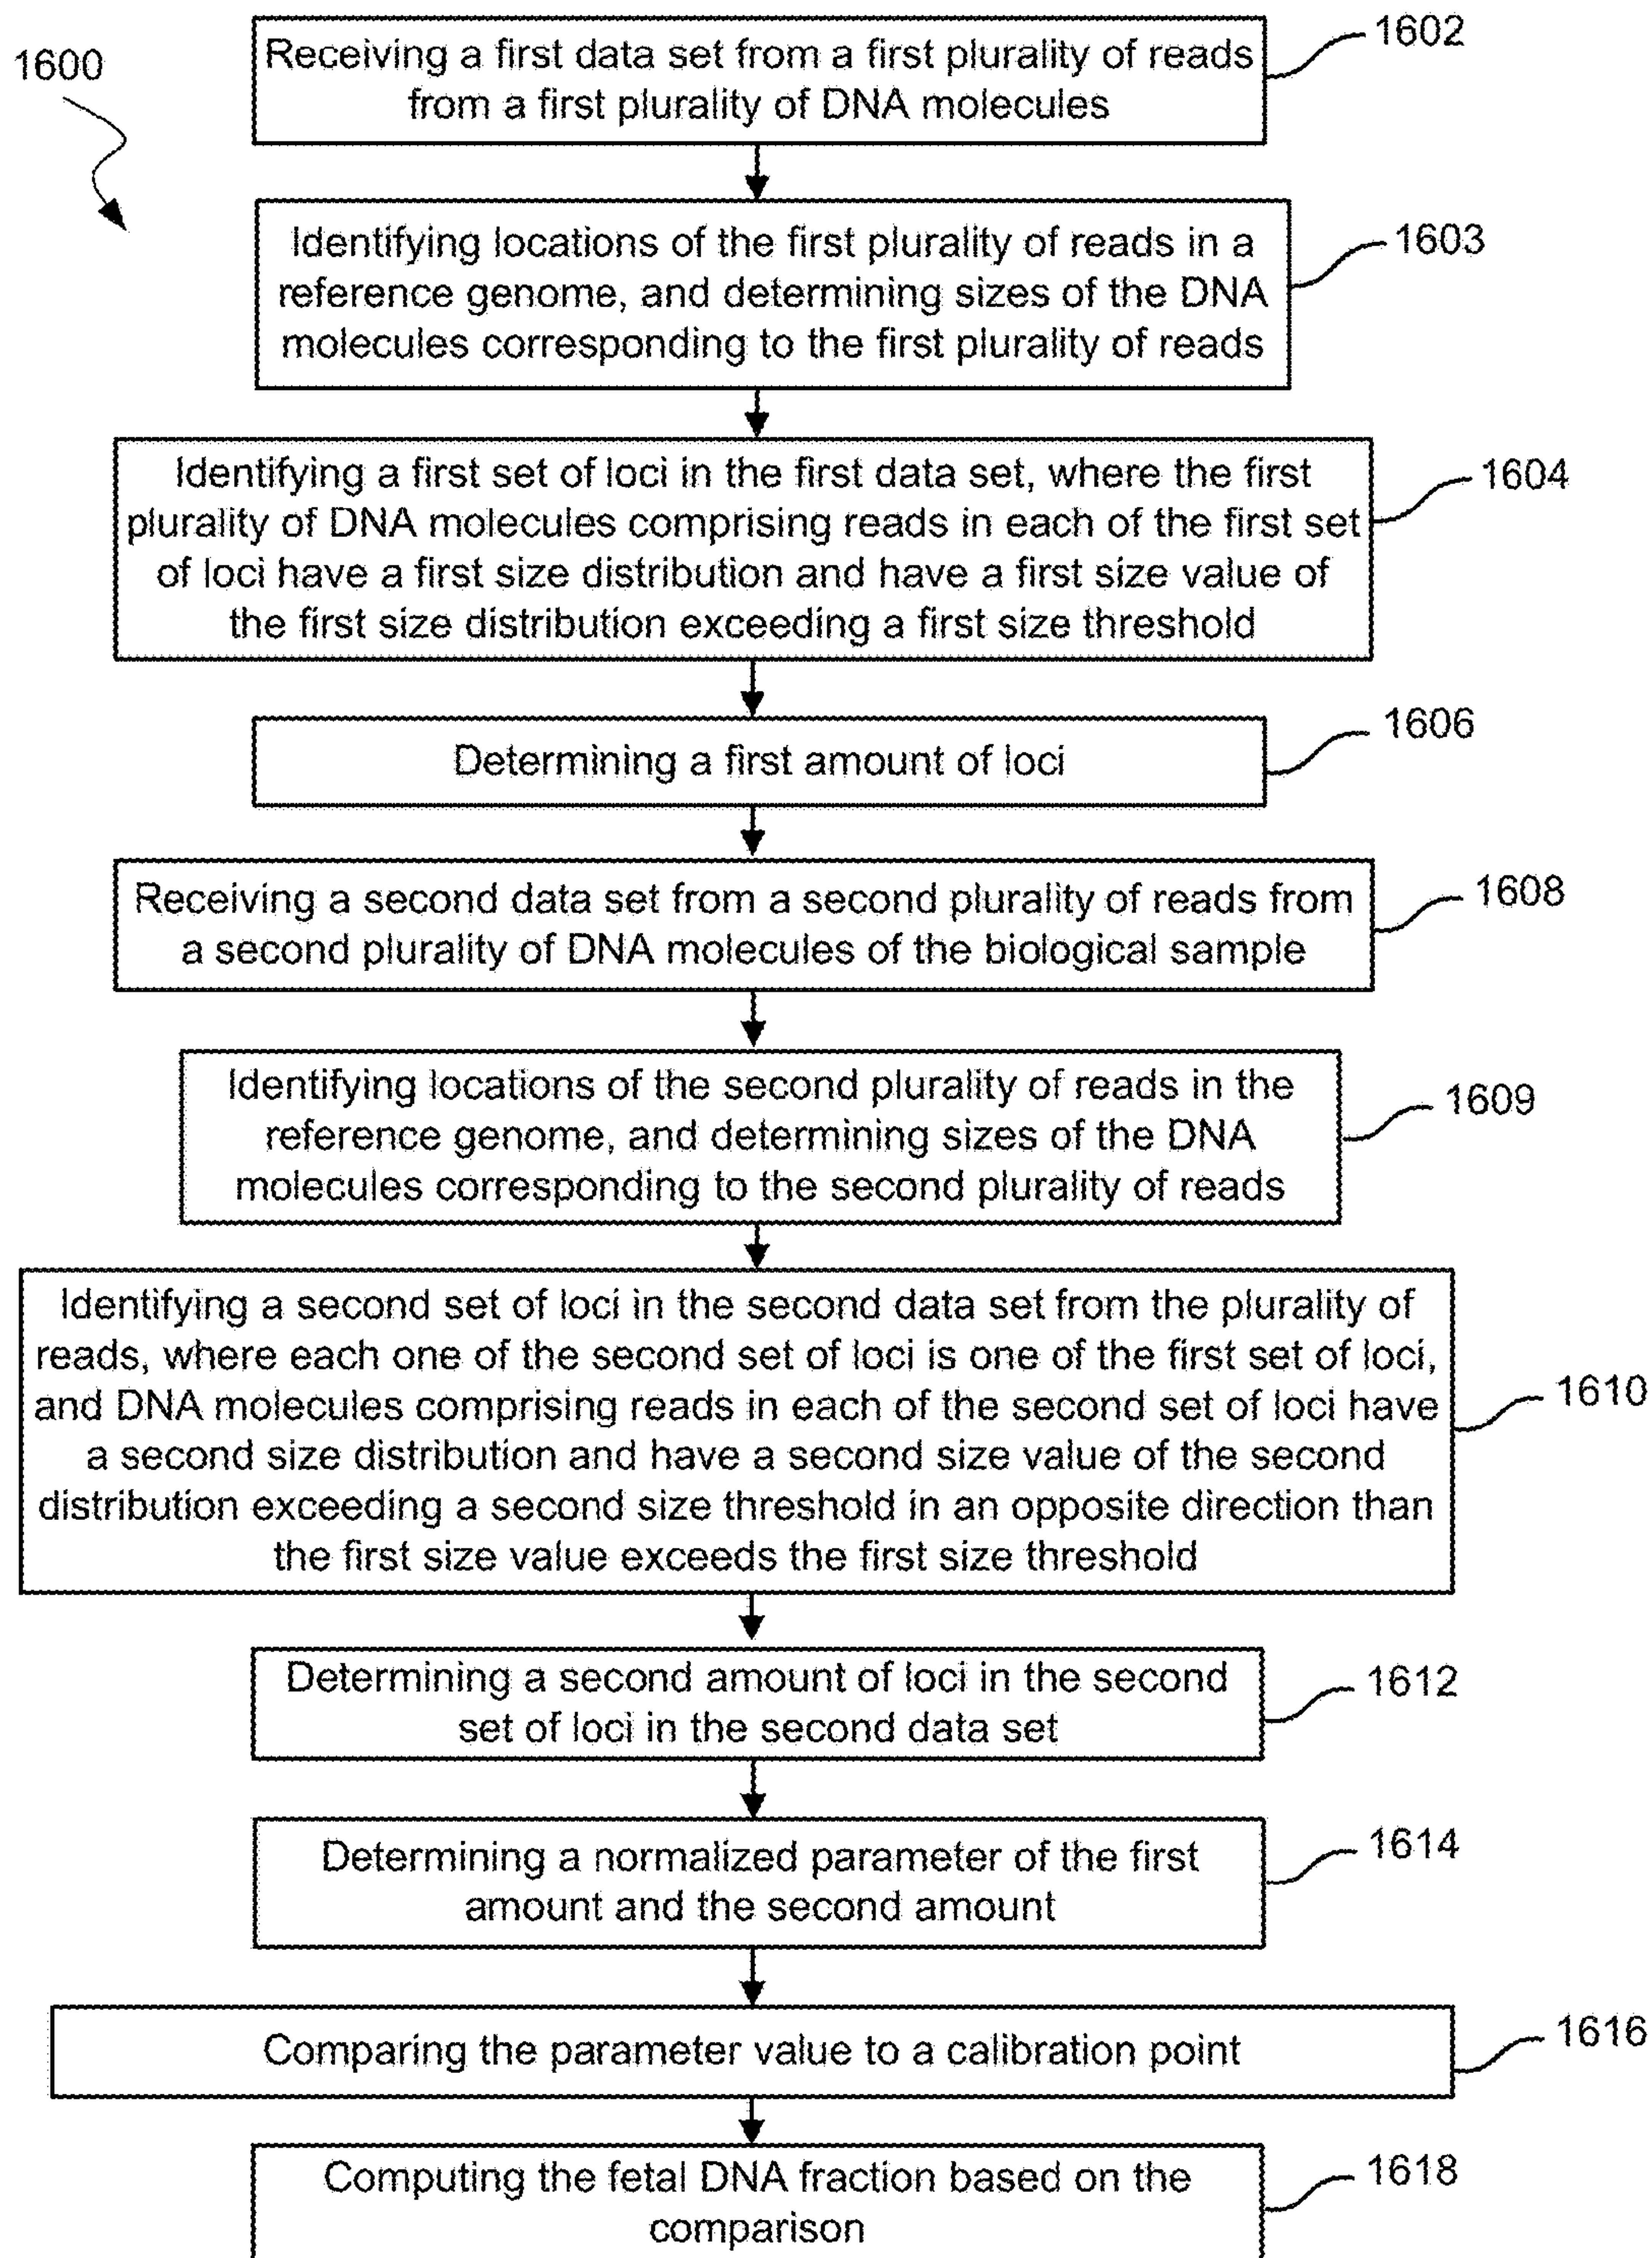 1600
Receiving a first data set from a first plurality of reads
from a first plurality of DNA molecules
1602
Identifying locations of the first plurality of reads in a
reference genome, and determining sizes of the DNA
molecules corresponding to the first plurality of reads
1603
Identifying a first set of loci in the first data set, where the first
plurality of DNA molecules comprising reads in each of the first set
of loci have a first size distribution and have a first size value of
the first size distribution exceeding a first size threshold
1604
Determining a first amount of loci
1606
Receiving a second data set from a second plurality of reads from
a second plurality of DNA molecules of the biological sample
1608
Identifying locations of the second plurality of reads in the
reference genome, and determining sizes of the DNA
molecules corresponding to the second plurality of reads
1609
Identifying a second set of loci in the second data set from the plurality of
reads, where each one of the second set of loci is one of the first set of loci,
and DNA molecules comprising reads in each of the second set of loci have
a second size distribution and have a second size value of the second
distribution exceeding a second size threshold in an opposite direction than
the first size value exceeds the first size threshold
1610
Determining a second amount of loci in the second
set of loci in the second data set
1612
Determining a normalized parameter of the first
amount and the second amount
1614
Comparing the parameter value to a calibration point
1616
Computing the fetal DNA fraction based on the
comparison
1618